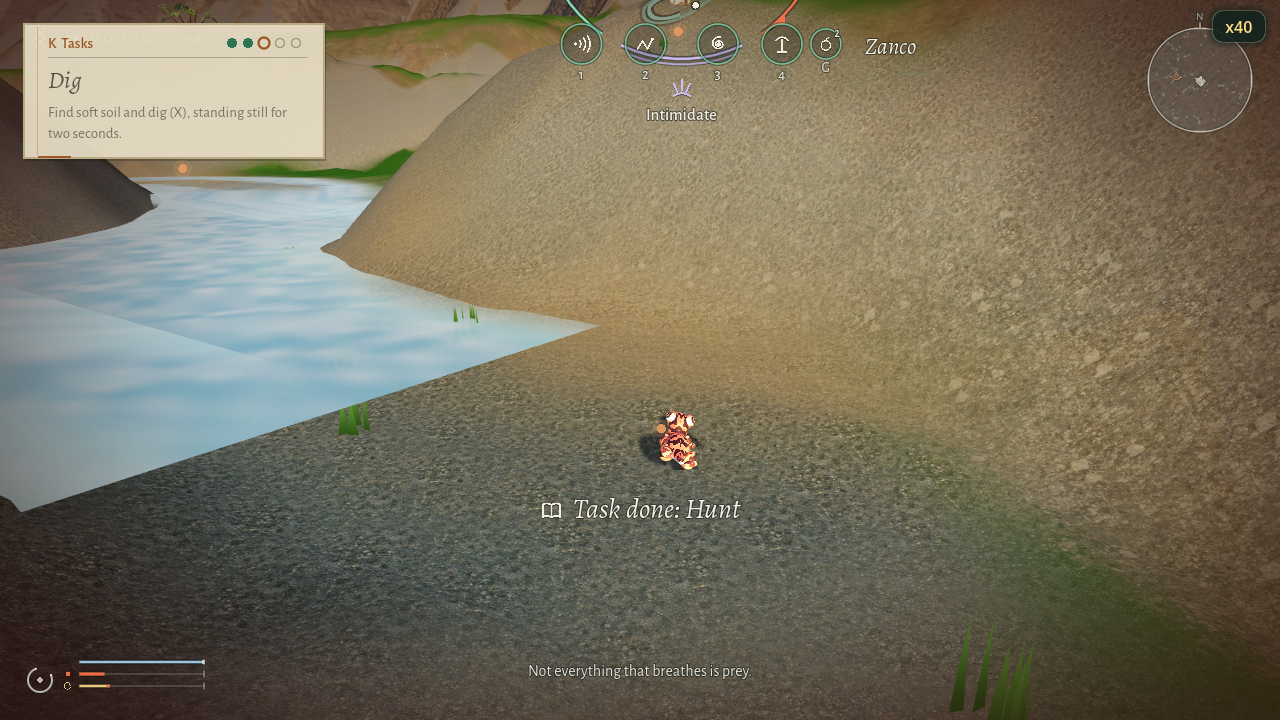 K Tasks
Dig
Find soft soil and dig (X), standing still for
two seconds.
1
2
3
4
2
G
Zanco
Intimidate
N
x40
Task done: Hunt
Not everything that breathes is prey.